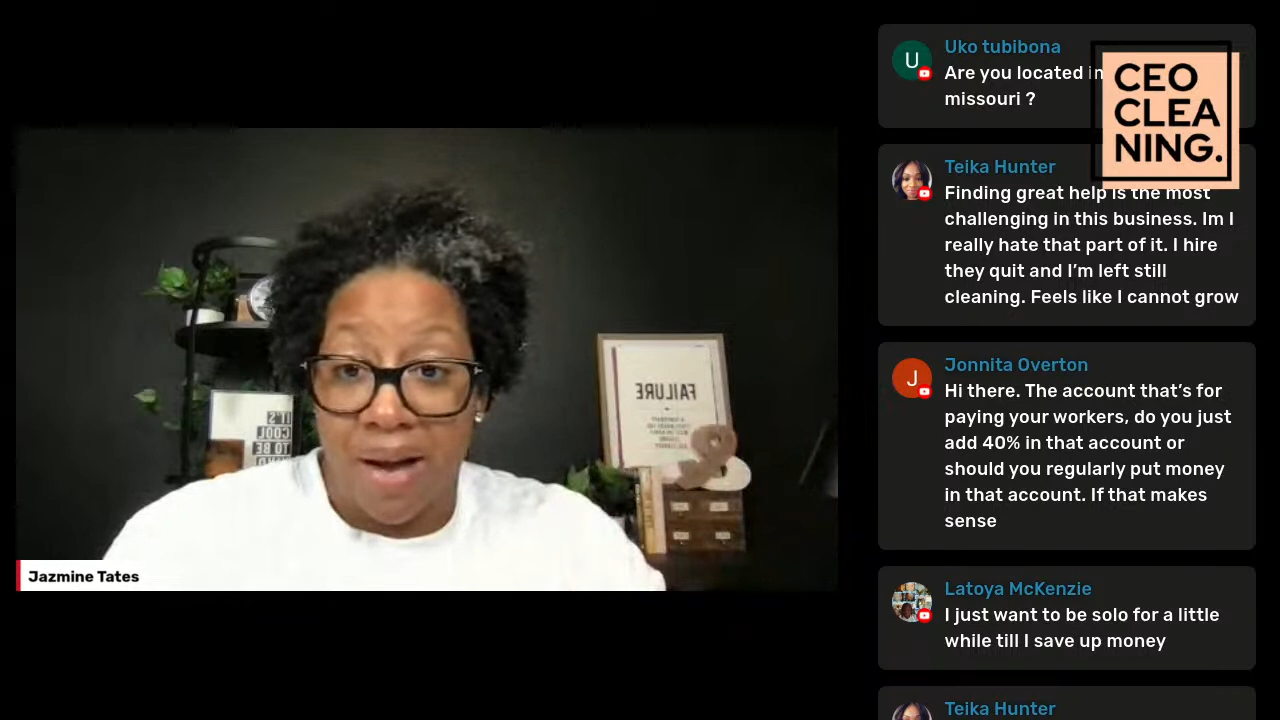 Uko tubibona
Are you located in
missouri ?
CEO
CLEA
NING.
Teika Hunter
Finding great help is the most
challenging in this business. Im I
really hate that part of it. I hire
they quit and I’m left still
cleaning. Feels like I cannot grow
Jonnita Overton
Hi there. The account that’s for
paying your workers, do you just
add 40% in that account or
should you regularly put money
in that account. If that makes
sense
Latoya McKenzie
I just want to be solo for a little
while till I save up money
Teika Hunter
U
J
FAILURE
IT'S
COOL
TO BE
KIND
Jazmine Tates